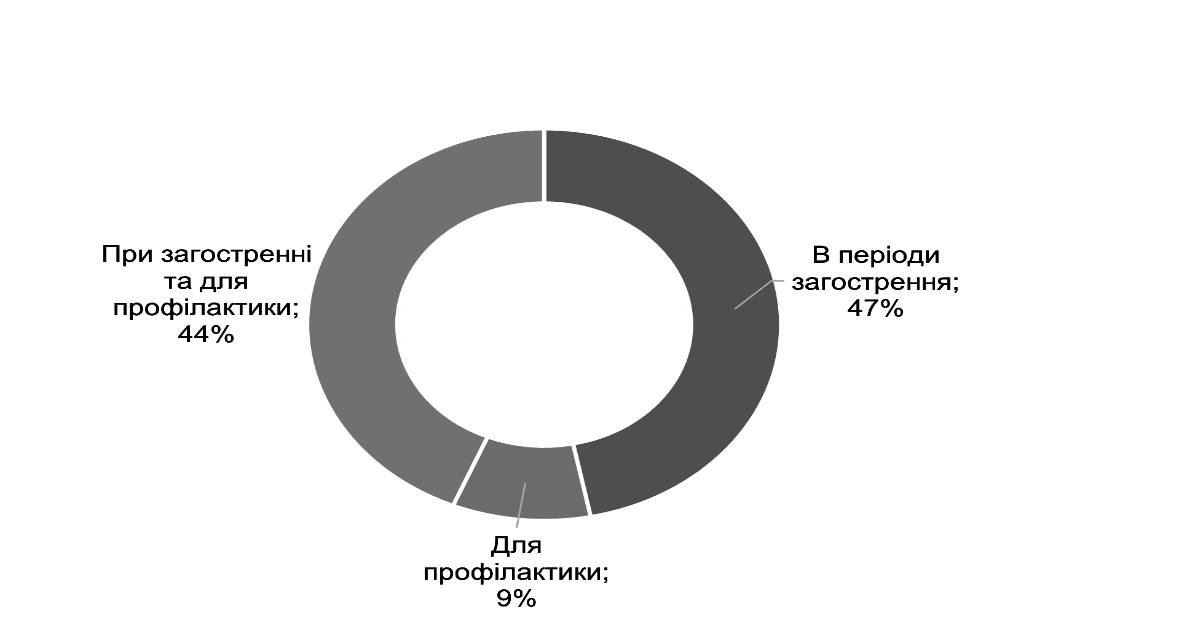 При загостренні
та для
профілактики;
44%
В періоди
загострення;
47%
Для
профілактики;
9%